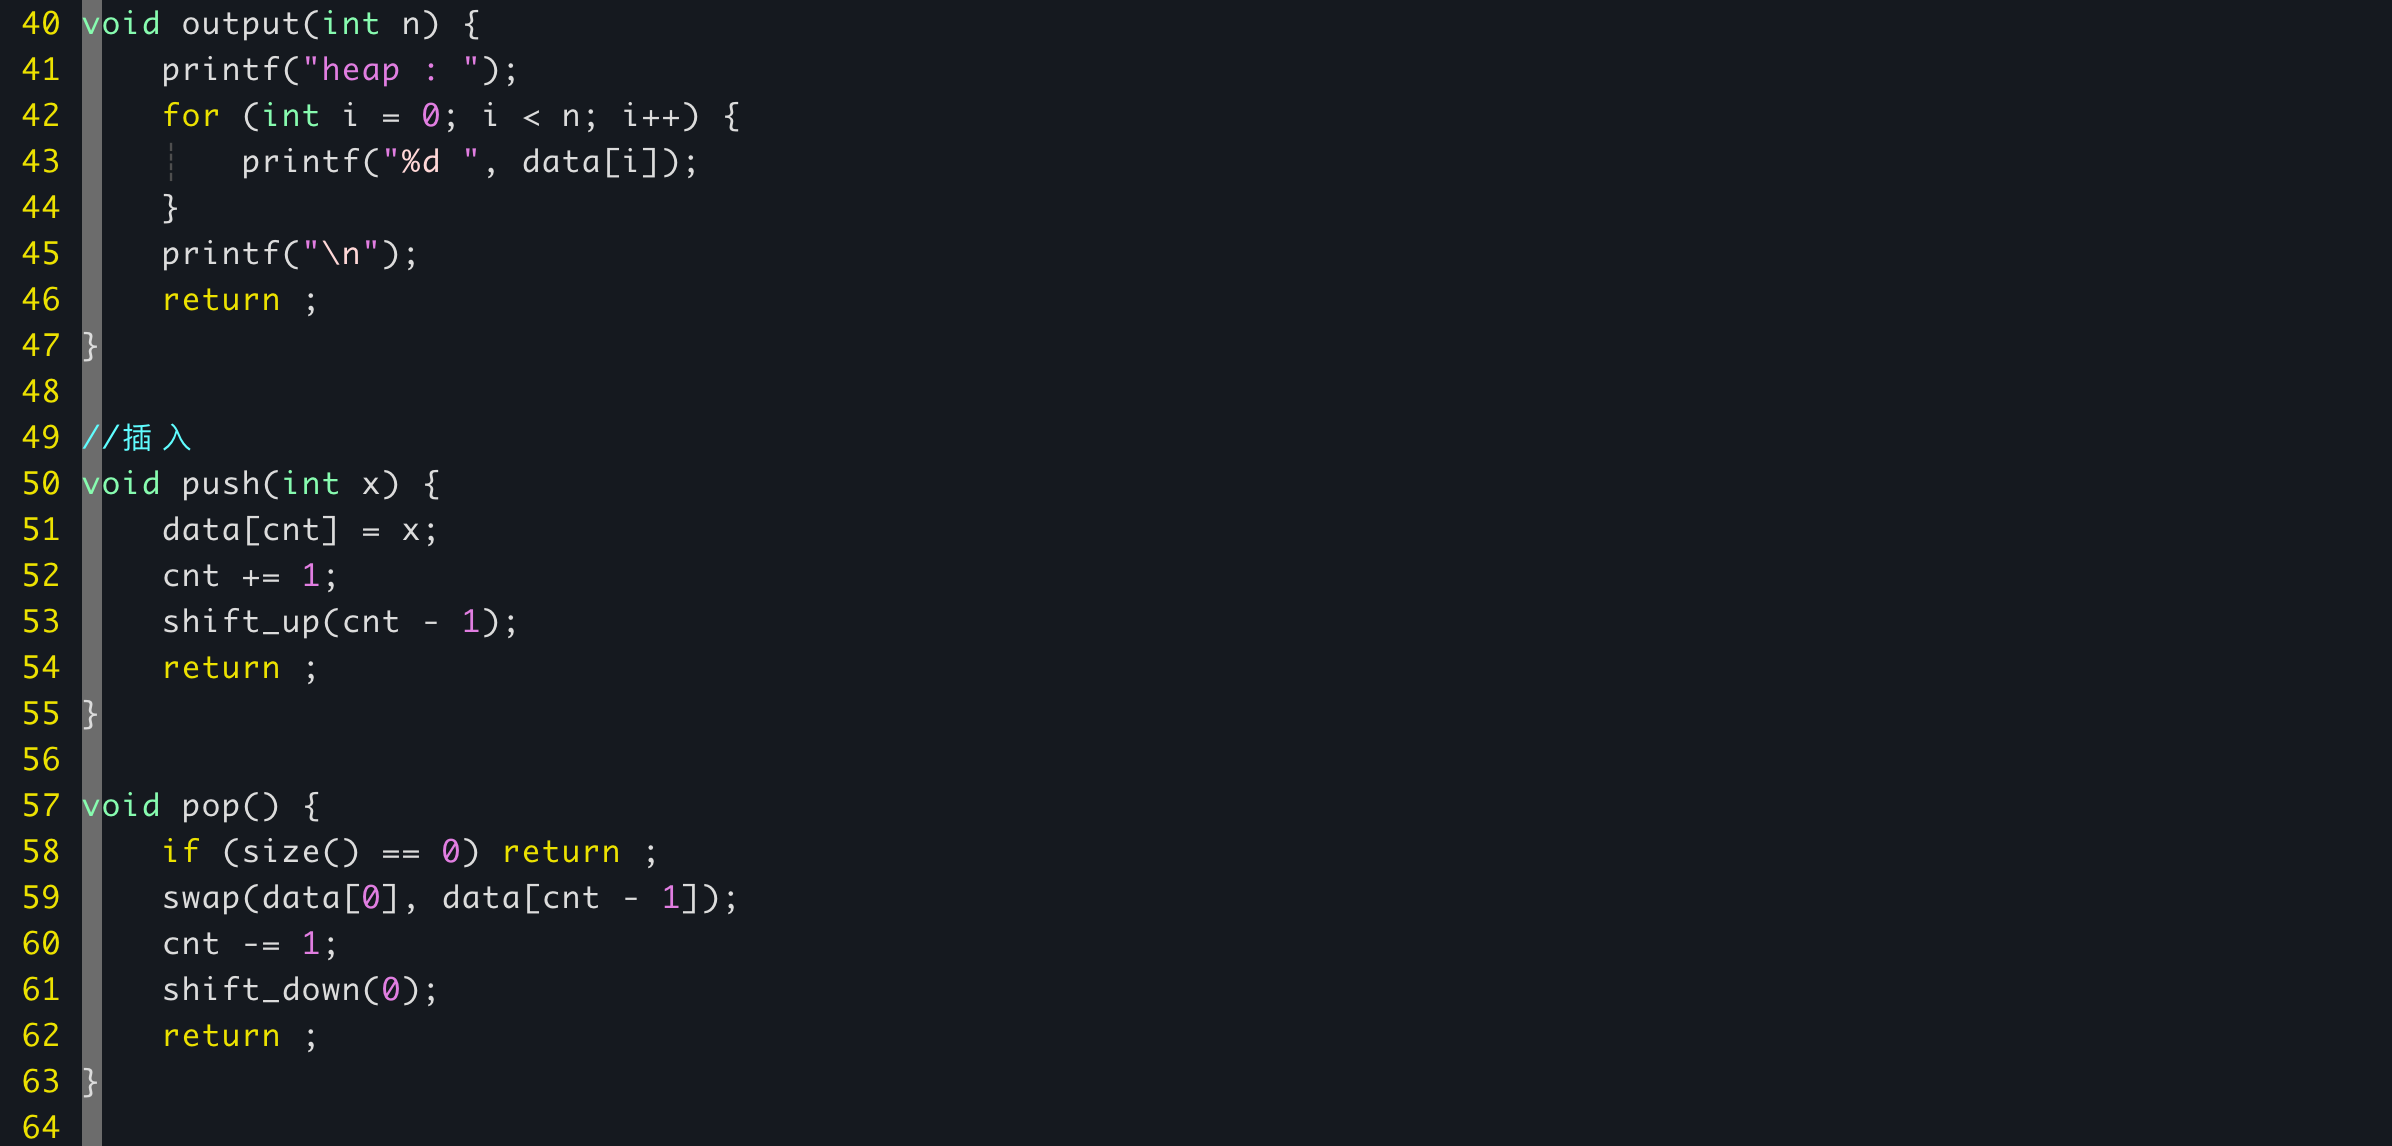 40 void output(int n) {
41     printf("heap : ");
42     for (int i = 0; i < n; i++) {
43     ┊   printf("%d ", data[i]);
44     }
45     printf("\n");
46     return ;
47 }
48
49 //插入
50 void push(int x) {
51     data[cnt] = x;
52     cnt += 1;
53     shift_up(cnt - 1);
54     return ;
55 }
56
57 void pop() {
58     if (size() == 0) return ;
59     swap(data[0], data[cnt - 1]);
60     cnt -= 1;
61     shift_down(0);
62     return ;
63 }
64